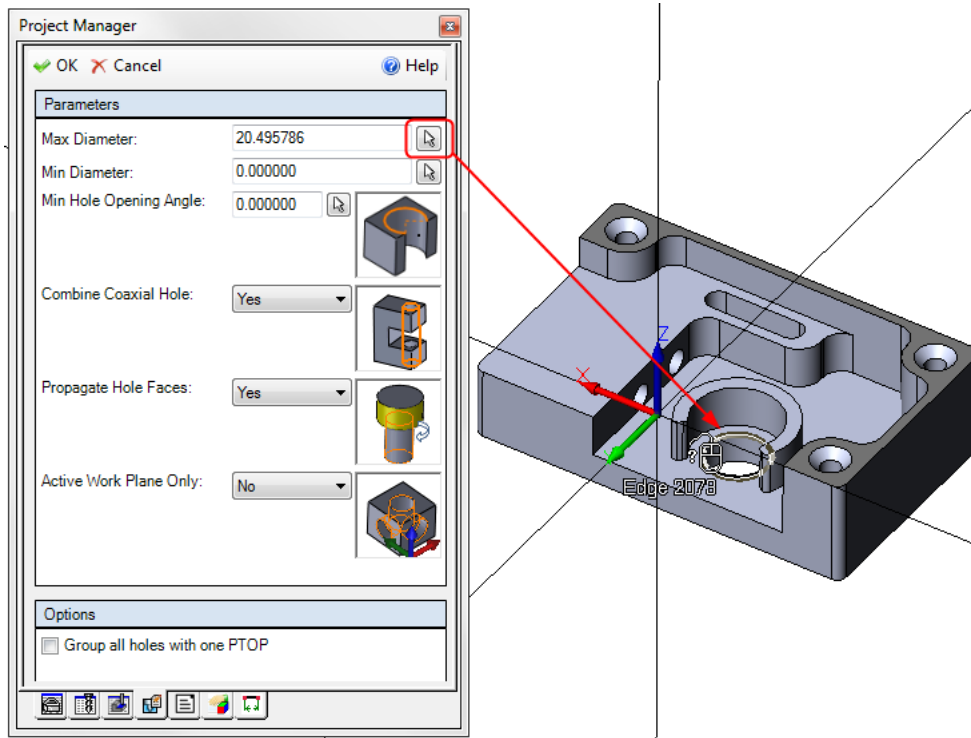 Project Manager
OK Cancel Help
Parameters
Max Diameter: 20.495786
Min Diameter: 0.000000
Min Hole Opening Angle: 0.000000
Combine Coaxial Hole: Yes
Propagate Hole Faces: Yes
Active Work Plane Only: No
Options
Group all holes with one PTOP
Z
X
?
Edge 2078